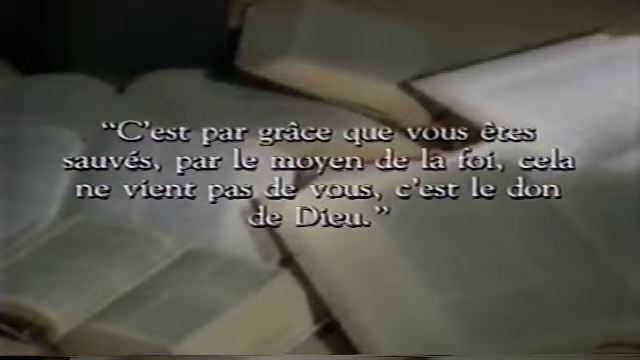 “C'est par grâce que vous êtes
sauvés, par le moyen de la foi, cela
ne vient pas de vous, c'est le don
de Dieu.”